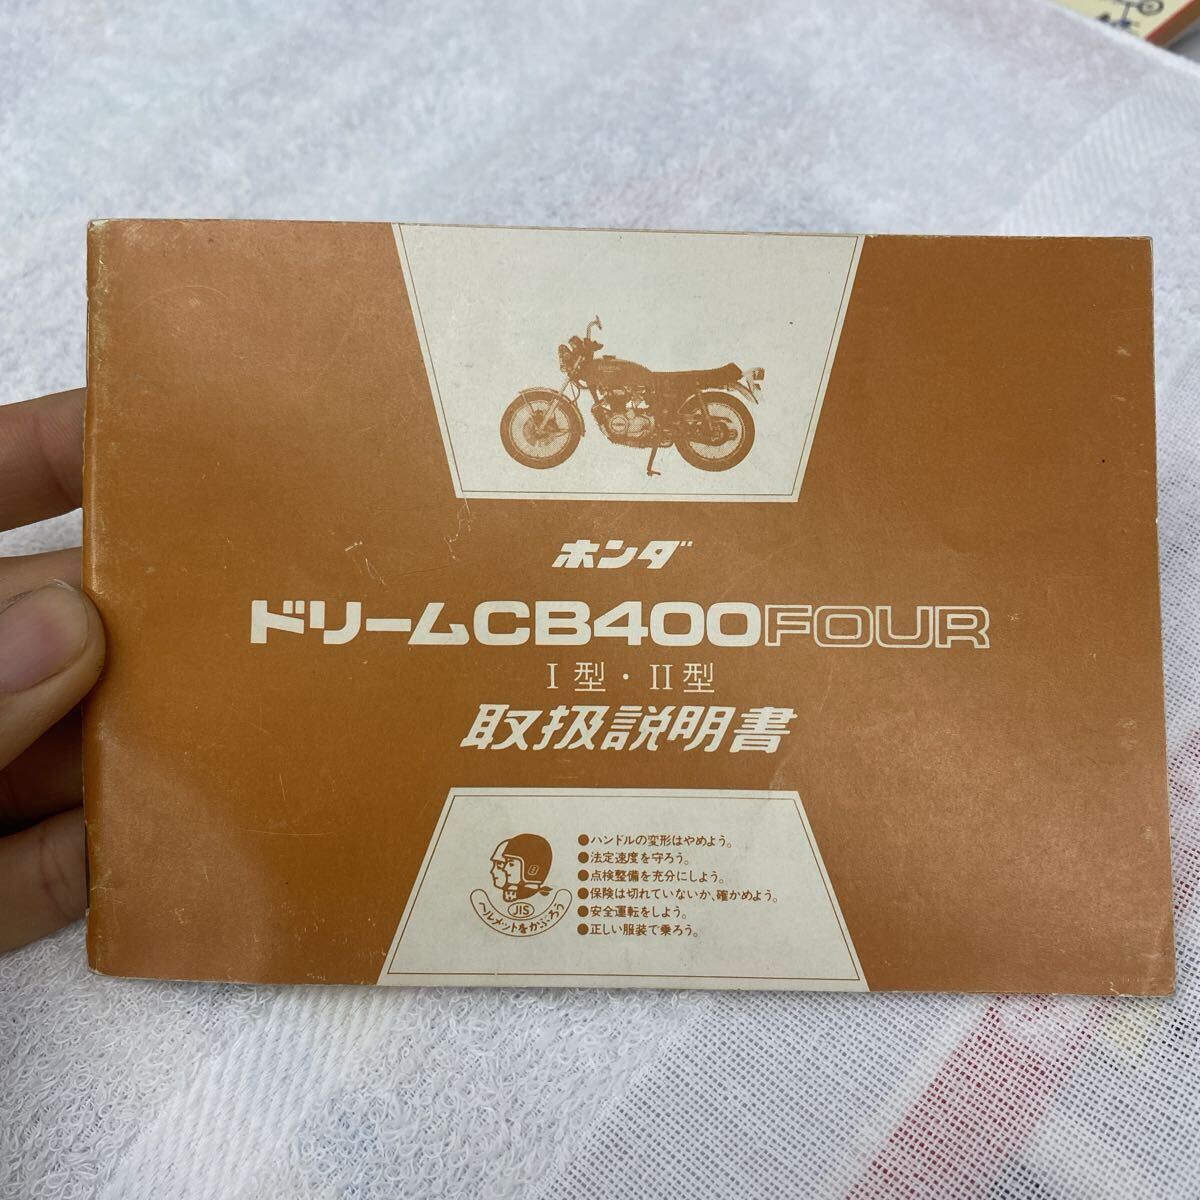 ホンダ
ドリームCB400FOUR
I型・II型
取扱説明書
JIS
ヘルメットをかぶろう
●ハンドルの変形はやめよう。
●法定速度を守ろう。
●点検整備を充分にしよう。
●保険は切れていないか、確かめよう。
●安全運転をしよう。
●正しい服装で乗ろう。